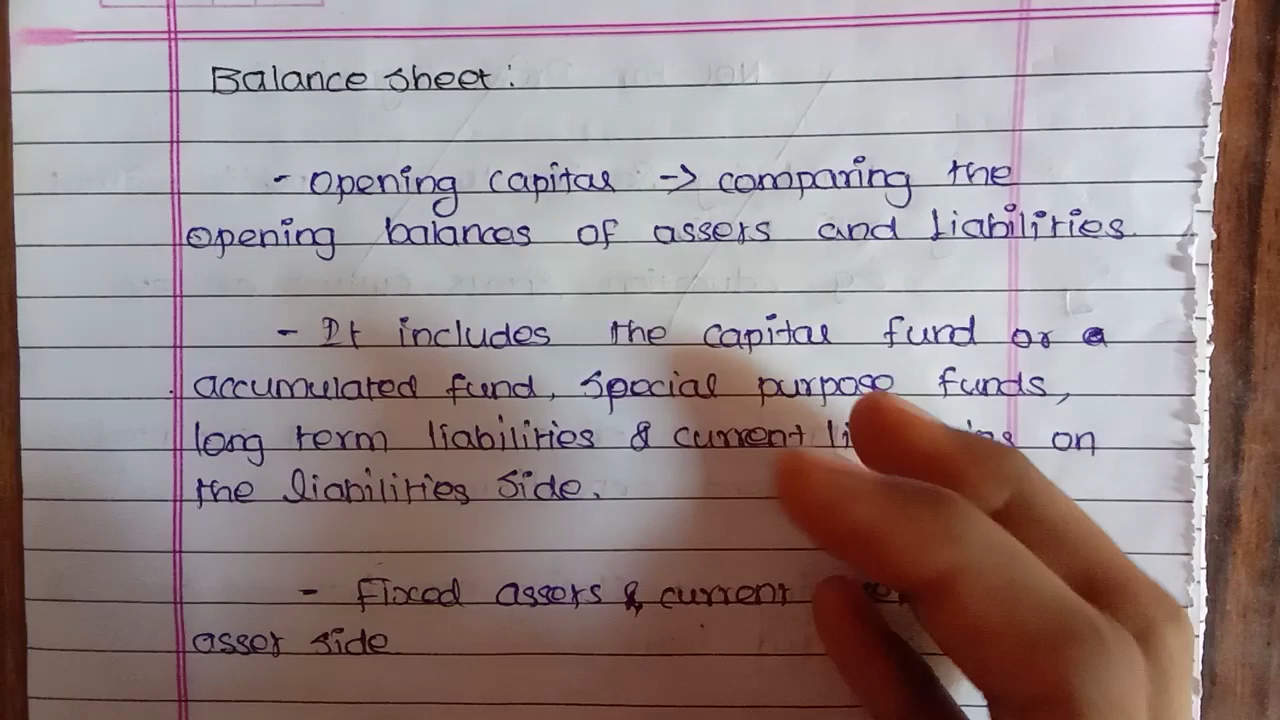 Balance sheet:
- Opening capital -> comparing the
opening balances of assets and liabilities.
- It includes the capital fund or a
accumulated fund, special purpose funds,
long term liabilities & current on
the liabilities side.
- Fixed assets & current
asset side